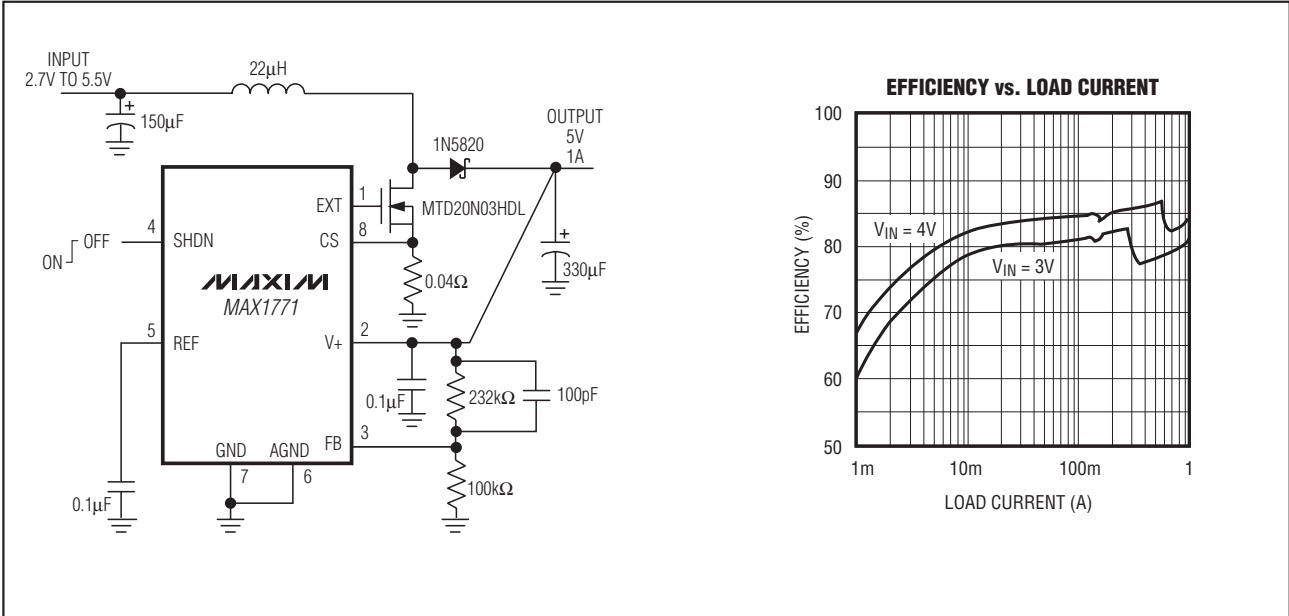 INPUT
2.7V TO 5.5V
22μH
+
150μF
OUTPUT
5V
1A
1N5820
EXT
1
MTD20N03HDL
CS
8
ON
OFF
4
SHDN
+
330μF
0.04Ω
MAXIM
MAX1771
5
REF
V+
2
0.1μF
232kΩ
100pF
FB
3
GND
AGND
7
6
100kΩ
0.1μF
EFFICIENCY vs. LOAD CURRENT
100
90
80
70
60
50
EFFICIENCY (%)
VIN = 4V
VIN = 3V
1m
10m
100m
1
LOAD CURRENT (A)